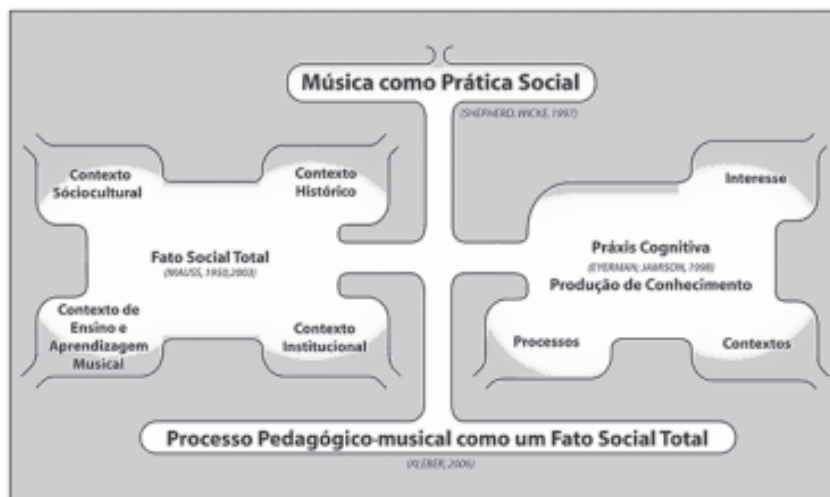 Música como Prática Social
(SHEPHERD; WICKE, 1997)
Contexto
Sóciocultural
Contexto
Histórico
Fato Social Total
(MAUSS, 1950,2003)
Contexto de
Ensino e
Aprendizagem
Musical
Contexto
Institucional
Interesse
Práxis Cognitiva
(EYERMAN; JAMISON, 1998)
Produção de Conhecimento
Processos
Contextos
Processo Pedagógico-musical como um Fato Social Total
(KLEBER, 2006)